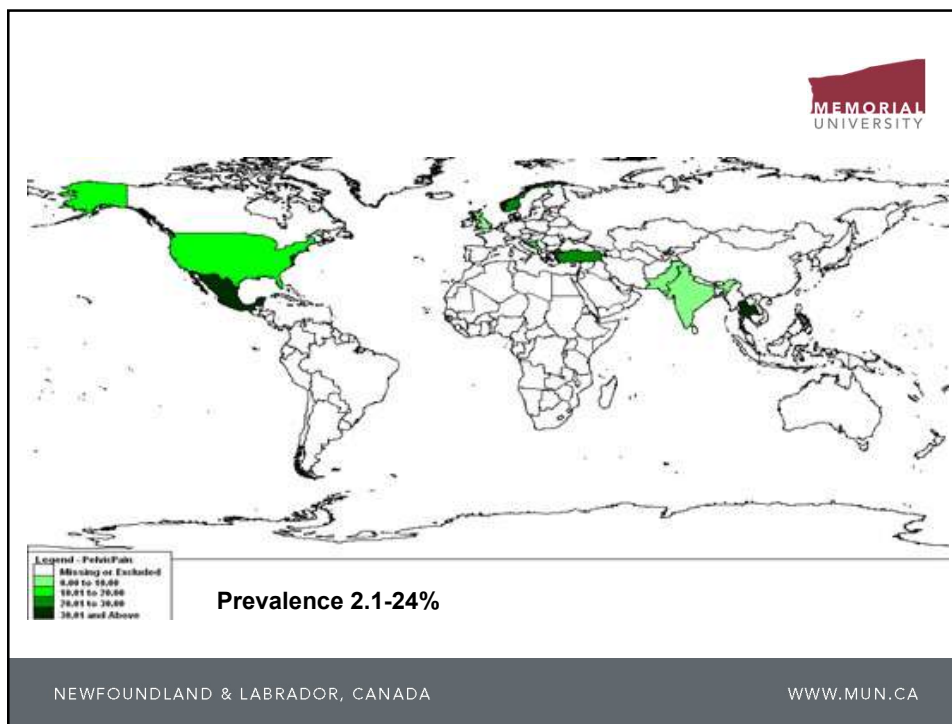 MEMORIAL
UNIVERSITY
Legend - PelvicPain
Missing or Excluded
0.00 to 10.00
10.01 to 20.00
20.01 to 30.00
30.01 and Above
Prevalence 2.1-24%
NEWFOUNDLAND & LABRADOR, CANADA
WWW.MUN.CA